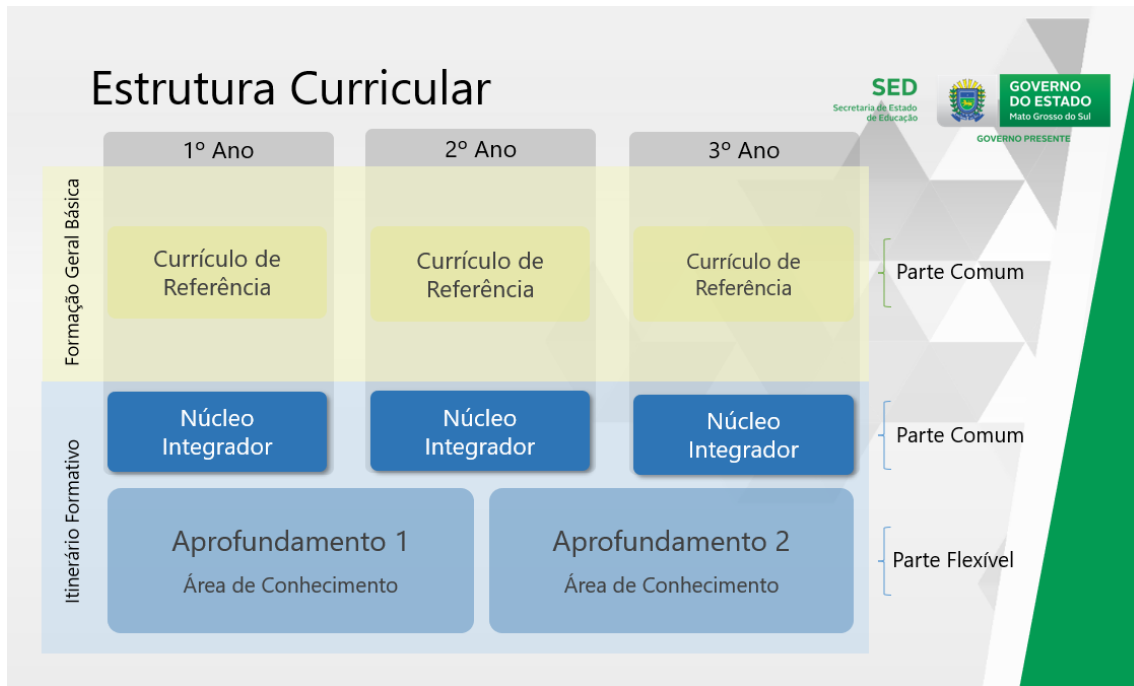 Estrutura Curricular
SED
Secretaria de Estado
de Educação
GOVERNO
DO ESTADO
Mato Grosso do Sul
GOVERNO PRESENTE
1º Ano
2º Ano
3º Ano
Formação Geral Básica
Currículo de
Referência
Currículo de
Referência
Currículo de
Referência
Parte Comum
Itinerário Formativo
Núcleo
Integrador
Núcleo
Integrador
Núcleo
Integrador
Parte Comum
Aprofundamento 1
Área de Conhecimento
Aprofundamento 2
Área de Conhecimento
Parte Flexível